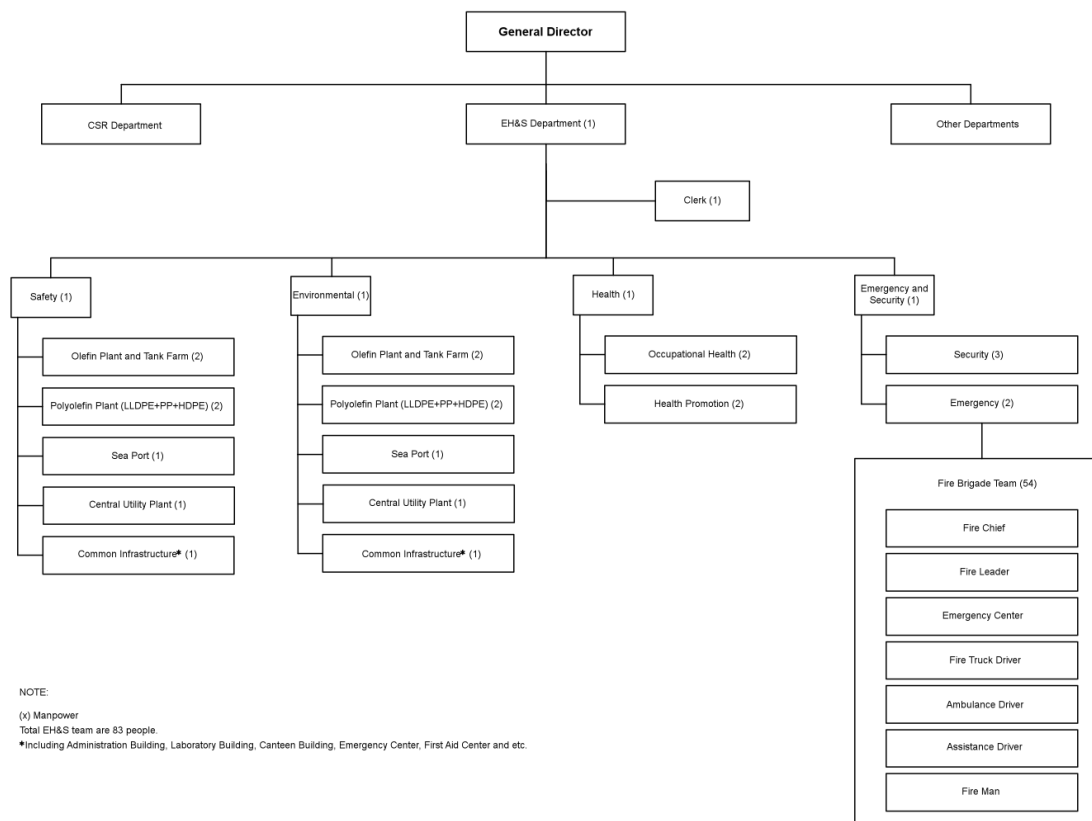 General Director
CSR Department
EH&S Department (1)
Other Departments
Clerk (1)
Safety (1)
Environmental (1)
Health (1)
Emergency and
Security (1)
Olefin Plant and Tank Farm (2)
Polyolefin Plant (LLDPE+PP+HDPE) (2)
Sea Port (1)
Central Utility Plant (1)
Common Infrastructure* (1)
Olefin Plant and Tank Farm (2)
Polyolefin Plant (LLDPE+PP+HDPE) (2)
Sea Port (1)
Central Utility Plant (1)
Common Infrastructure* (1)
Occupational Health (2)
Health Promotion (2)
Security (3)
Emergency (2)
Fire Brigade Team (54)
Fire Chief
Fire Leader
Emergency Center
Fire Truck Driver
Ambulance Driver
Assistance Driver
Fire Man
NOTE:
(x) Manpower
Total EH&S team are 83 people.
*Including Administration Building, Laboratory Building, Canteen Building, Emergency Center, First Aid Center and etc.